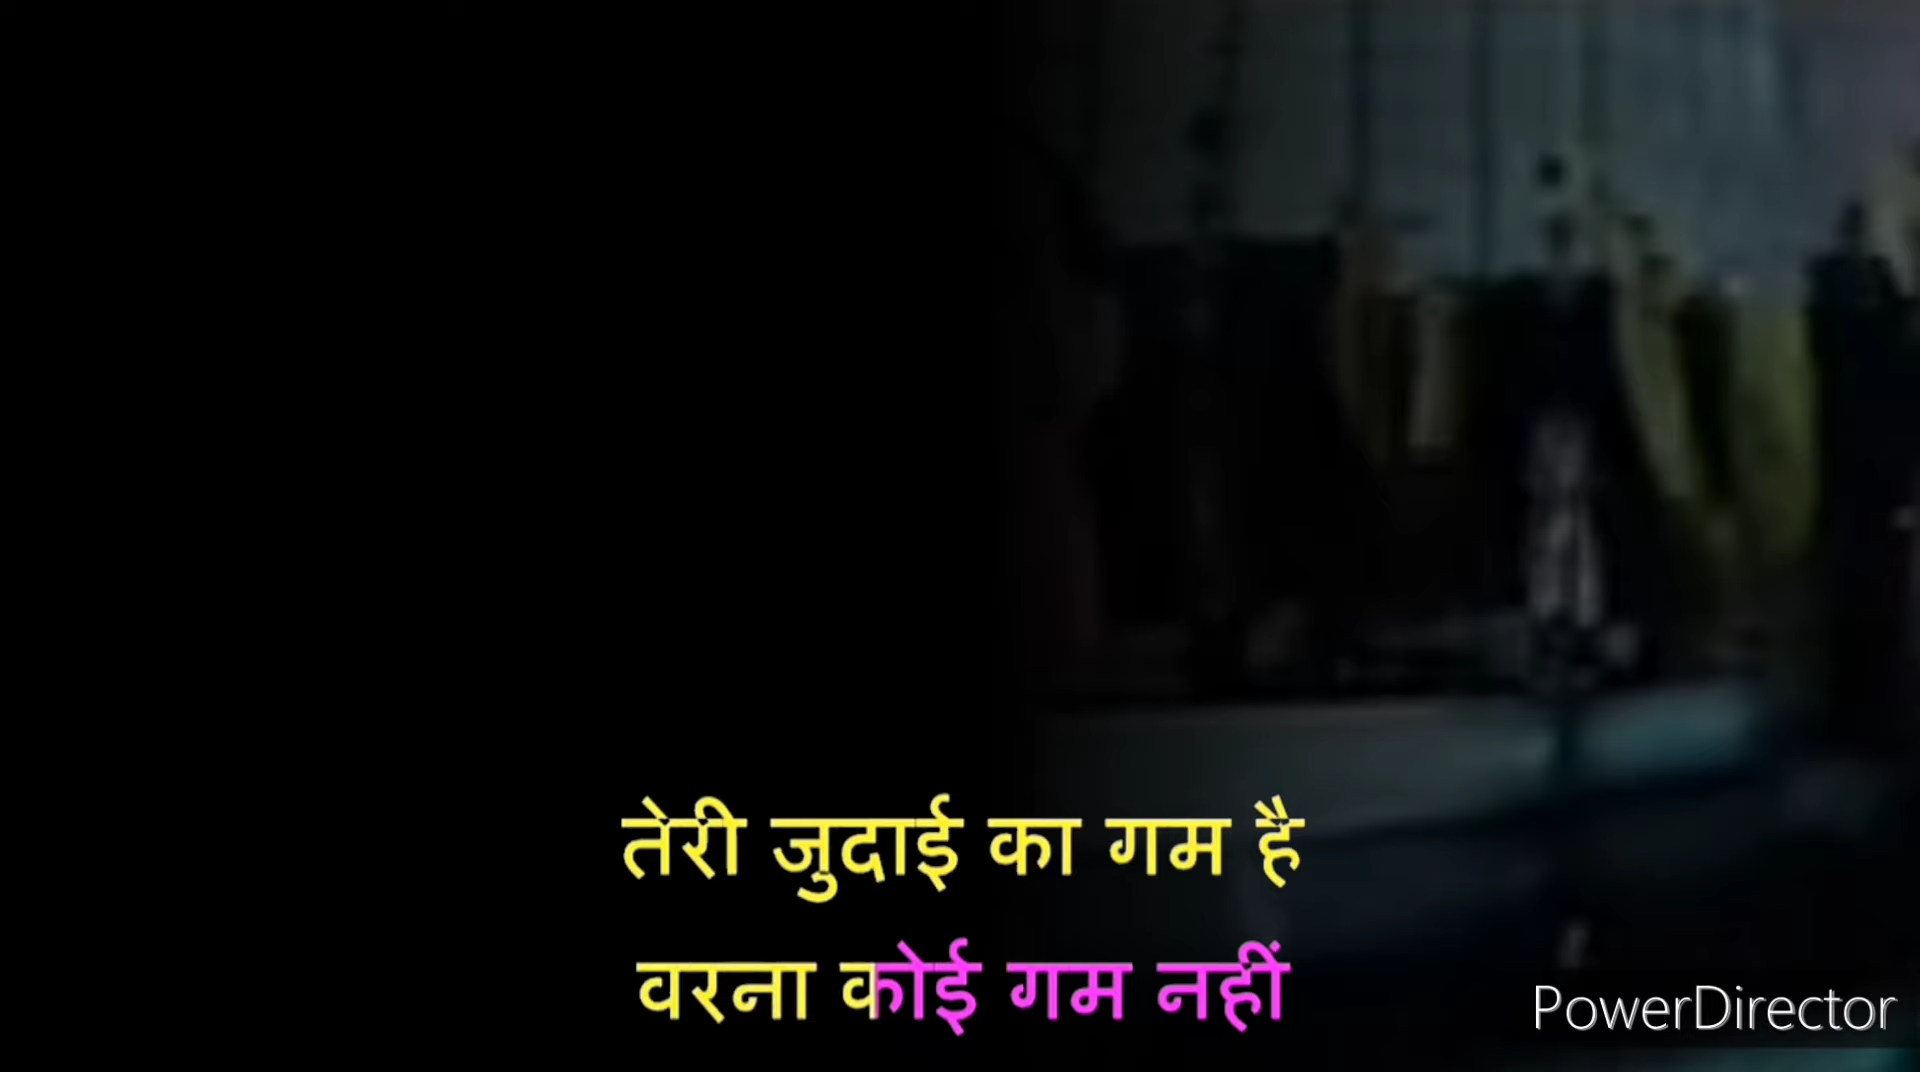 तेरी जुदाई का गम है
वरना कोई गम नहीं
PowerDirector